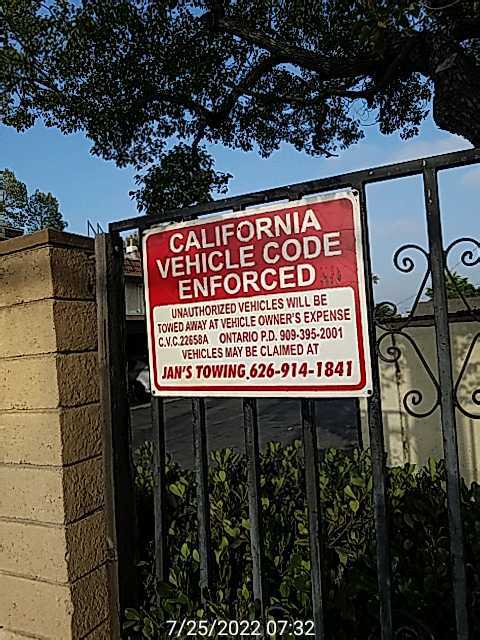 CALIFORNIA
VEHICLE CODE
ENFORCED
UNAUTHORIZED VEHICLES WILL BE
TOWED AWAY AT VEHICLE OWNER'S EXPENSE
C.V.C.22658A ONTARIO P.D. 909-395-2001
VEHICLES MAY BE CLAIMED AT
JAN'S TOWING 626-914-1841
7/25/2022 07:32